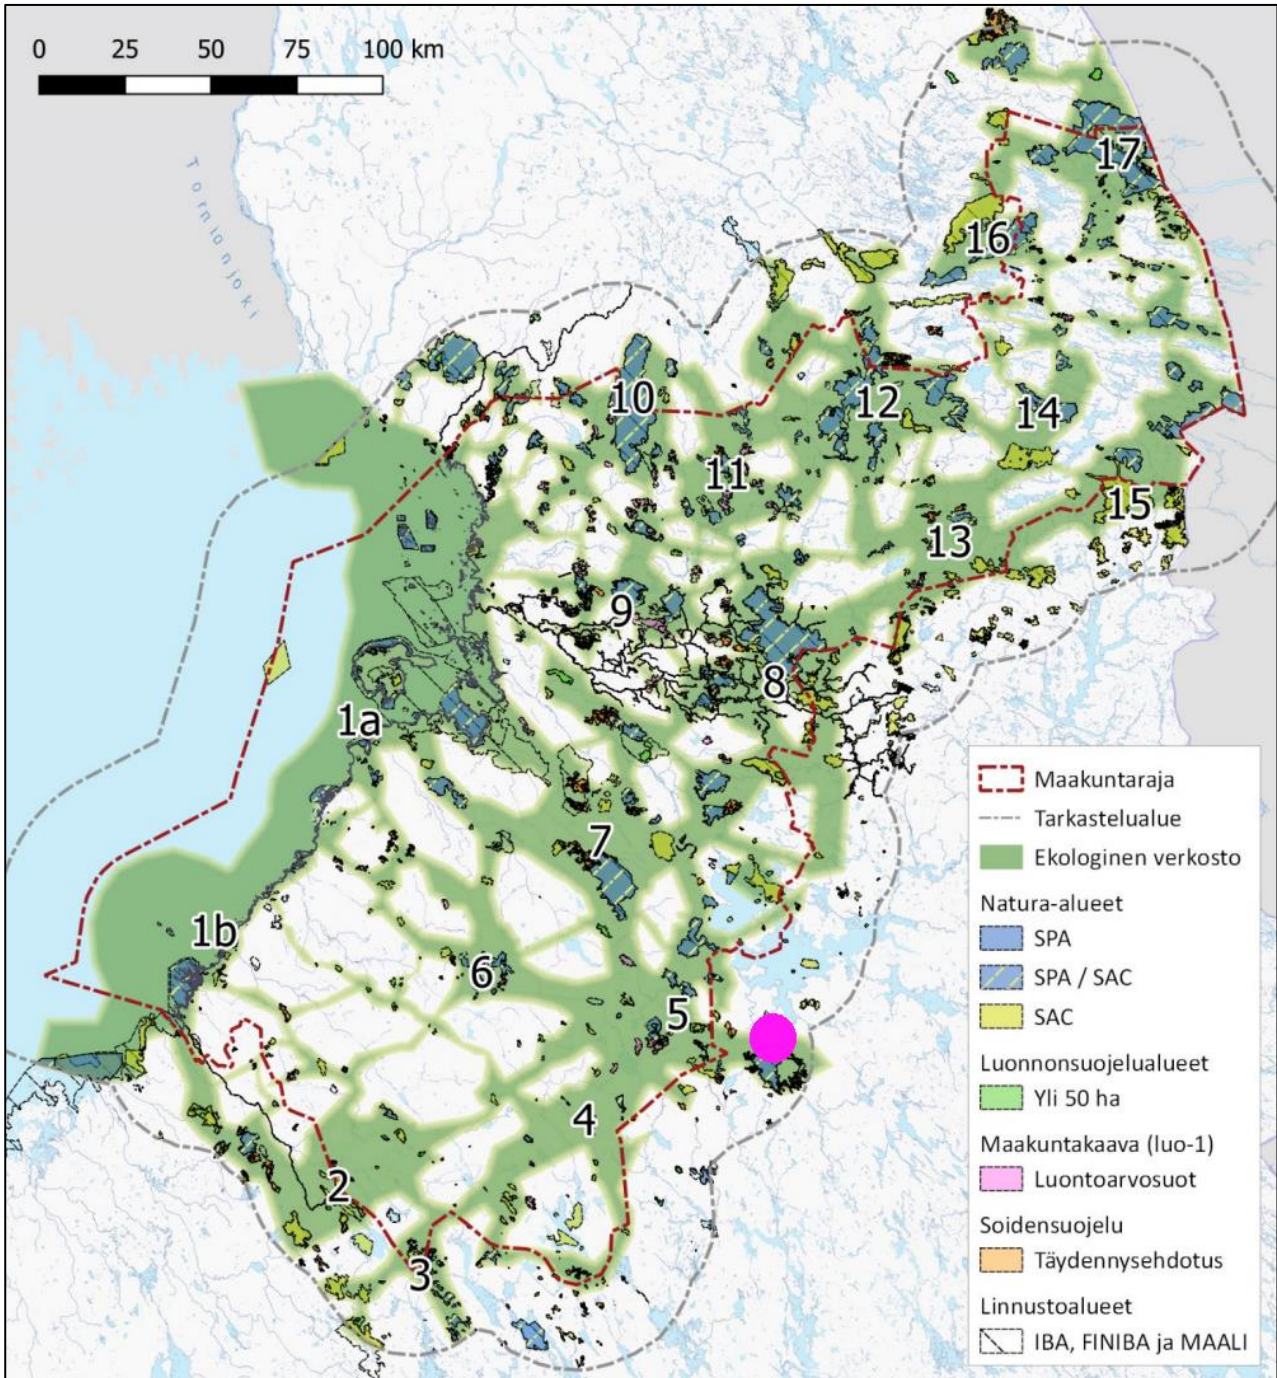 0 25 50 75 100 km
Tornionjoki
17
16
10
12
14
11
15
13
9
8
1a
7
1b
6
5
4
2
3
Maakuntaraja
Tarkastelualue
Ekologinen verkosto
Natura-alueet
SPA
SPA / SAC
SAC
Luonnonsuojelualueet
Yli 50 ha
Maakuntakaava (luo-1)
Luontoarvosuot
Soidensuojelu
Täydennysehdotus
Linnustoalueet
IBA, FINIBA ja MAALI